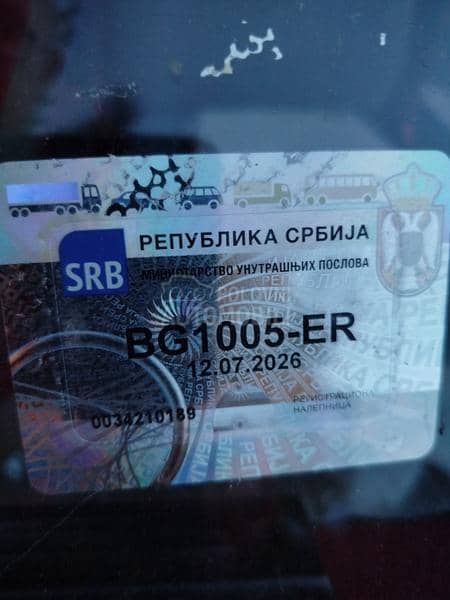 РЕПУБЛИКА СРБИЈА
SRB
МИНИСТАРСТВО УНУТРАШЊИХ ПОСЛОВА
BG1005-ER
12.07.2026
0034210189
РЕГИСТРАЦИОНА
НАЛЕПНИЦА